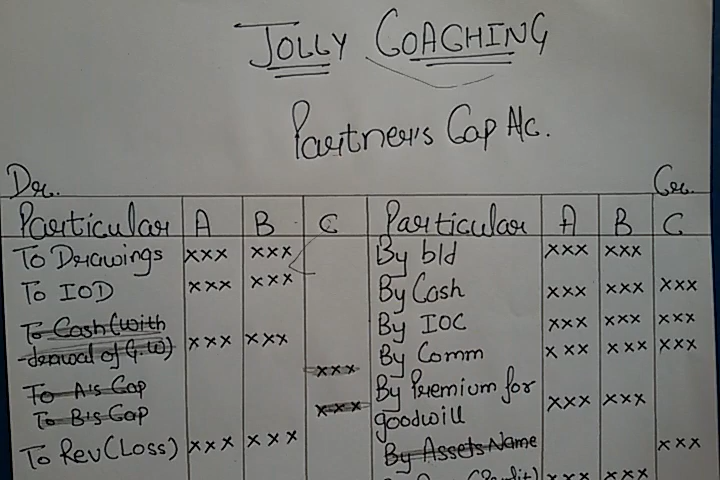 JOLLY COACHING
Partner's Cap A/c.
Dr. Cr.
Particular A B C Particular A B C
To Drawings xxx xxx By bld xxx xxx
To IOD xxx xxx By Cash xxx xxx xxx
To Cash (With
derawal of G.W) xxx xxx By IOC xxx xxx xxx
By Comm xxx xxx xxx
To A's Cap xxx By Premium for
To B's Cap xxx goodwill xxx xxx
To Rev (Loss) xxx xxx By Assets Name xxx
(Profit) xxx xxx